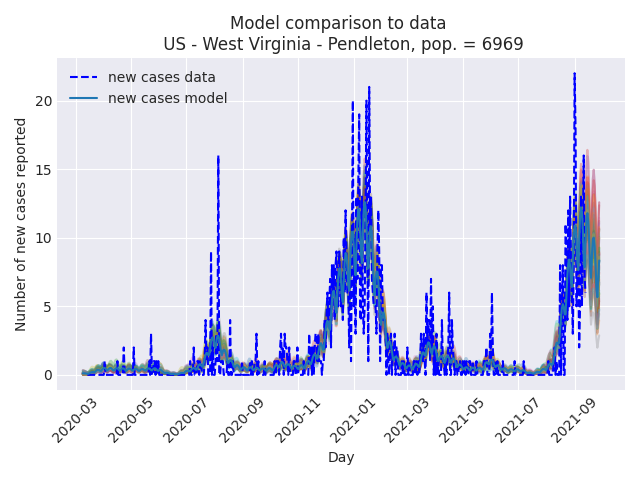 Model comparison to data
US - West Virginia - Pendleton, pop. = 6969
new cases data
new cases model
Number of new cases reported
20
15
10
5
0
2020-03
2020-05
2020-07
2020-09
2020-11
2021-01
2021-03
2021-05
2021-07
2021-09
Day